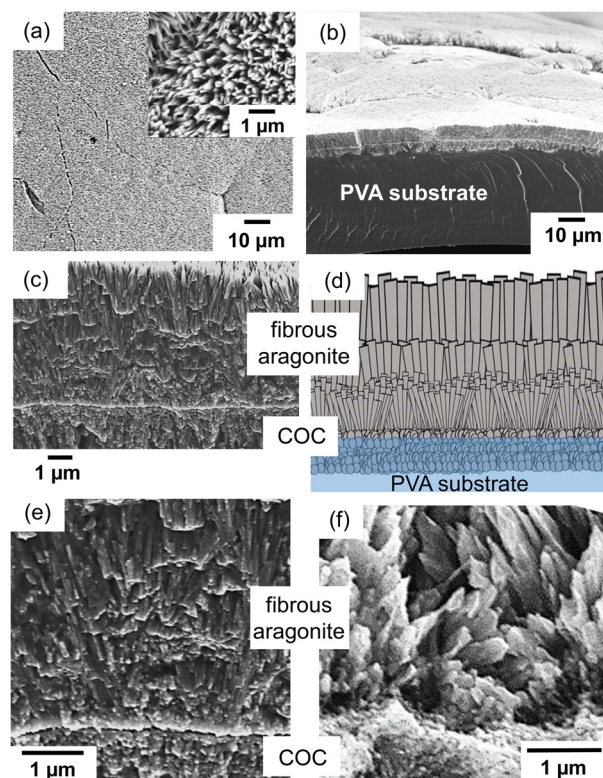 (a)
1 μm
10 μm
(b)
PVA substrate
10 μm
(c)
fibrous
aragonite
COC
1 μm
(d)
PVA substrate
(e)
fibrous
aragonite
COC
1 μm
(f)
1 μm